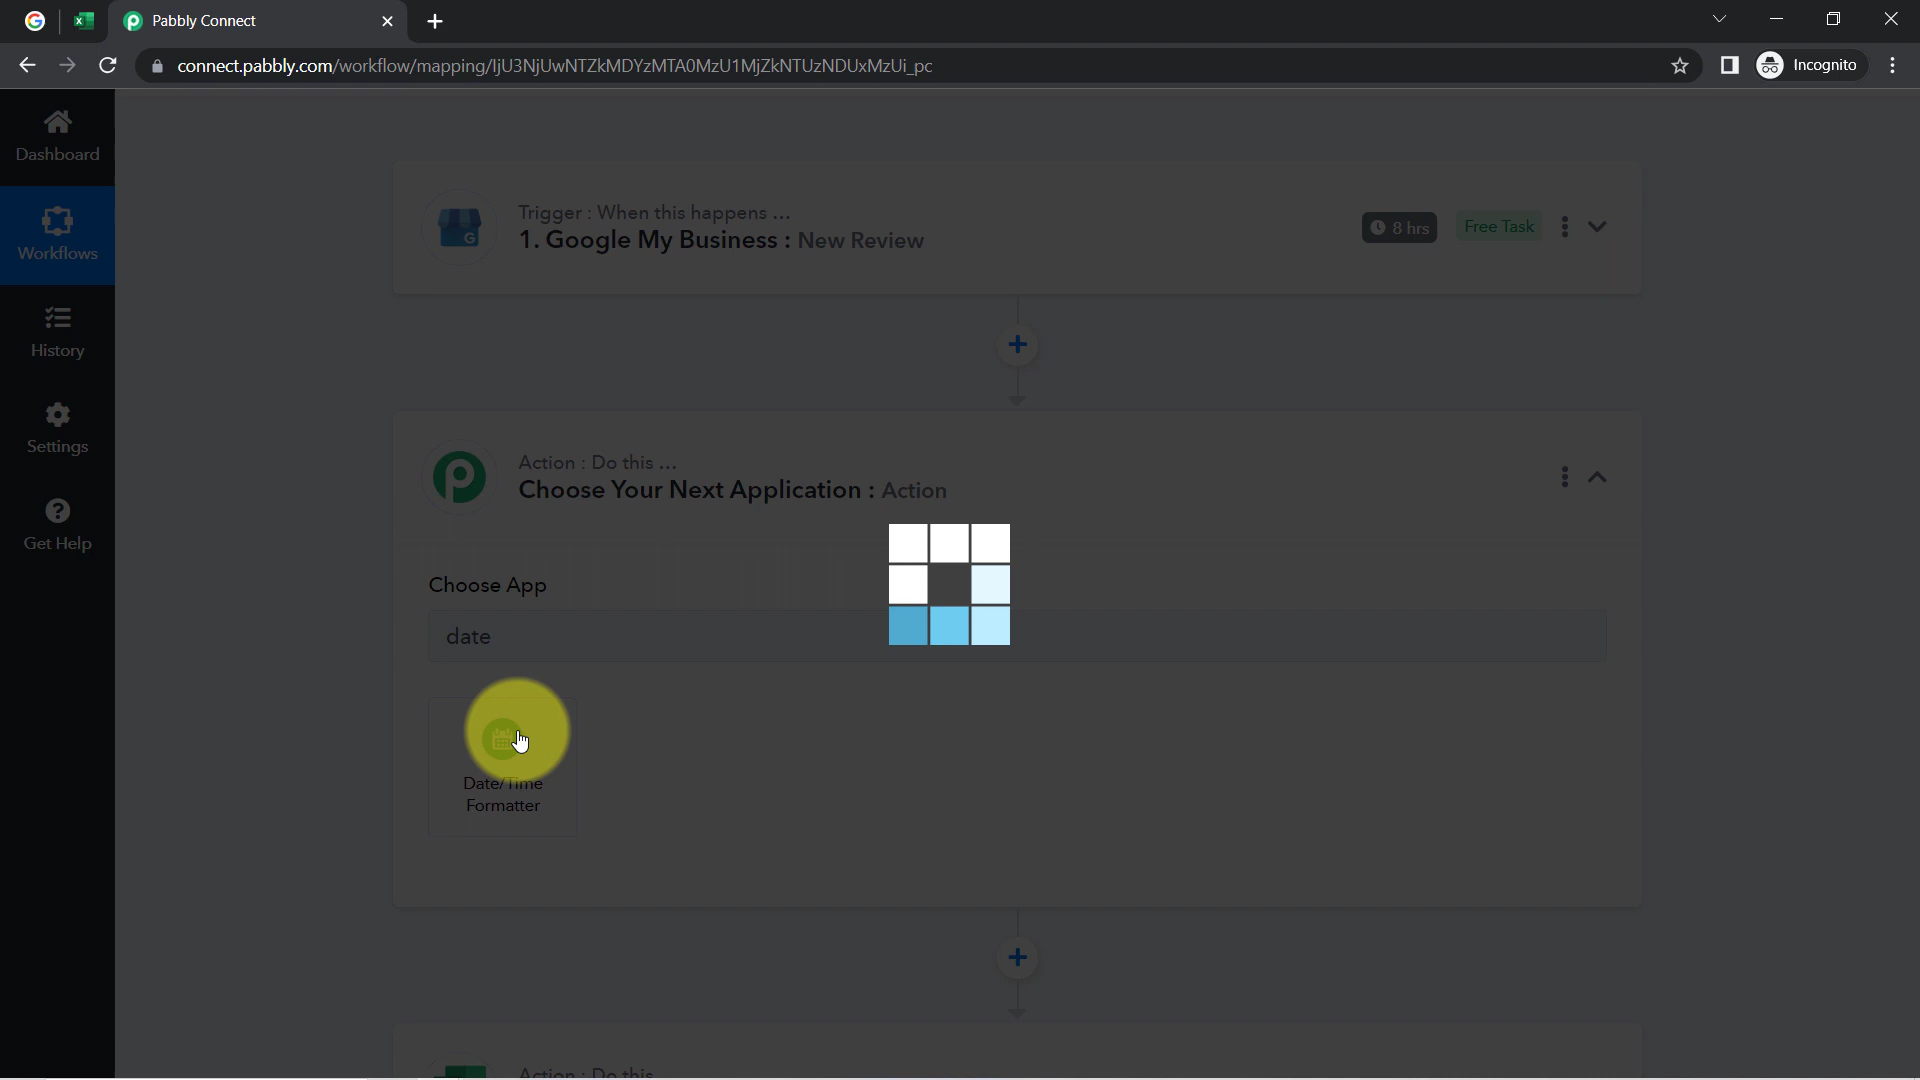 Pabbly Connect
connect.pabbly.com/workflow/mapping/IjU3NjUwNTZkMDYzMTA0MzU1MjZkNTUzNDUxMzUi_pc
Incognito
Dashboard
Workflows
History
Settings
Get Help
Trigger : When this happens ...
1. Google My Business : New Review
8 hrs
Free Task
Action : Do this ...
Choose Your Next Application : Action
Choose App
date
Date/Time
Formatter
Action : Do this